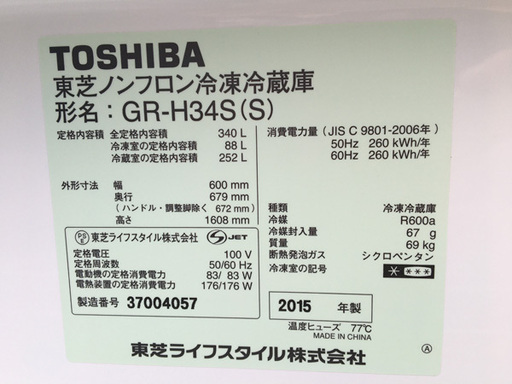 TOSHIBA
東芝ノンフロン冷凍冷蔵庫
形名：GR-H34S(S)
定格内容積 全定格内容積 340 L
冷凍室の定格内容積 88 L
冷蔵室の定格内容積 252 L
外形寸法 幅 600 mm
奥行 679 mm
(ハンドル・調整脚除く 672 mm)
高さ 1608 mm
PSE 東芝ライフスタイル株式会社 S JET
定格電圧 100 V
定格周波数 50/60 Hz
電動機の定格消費電力 83/ 83 W
電熱装置の定格消費電力 176/176 W
製造番号 37004057
消費電力量 (JIS C 9801-2006年)
50Hz 260 kWh/年
60Hz 260 kWh/年
種類 冷凍冷蔵庫
冷媒 R600a
冷媒封入量 67 g
質量 69 kg
断熱発泡ガス シクロペンタン
冷凍室の記号 ****
2015 年製
温度ヒューズ 77℃
MADE IN CHINA
東芝ライフスタイル株式会社
Ⓐ